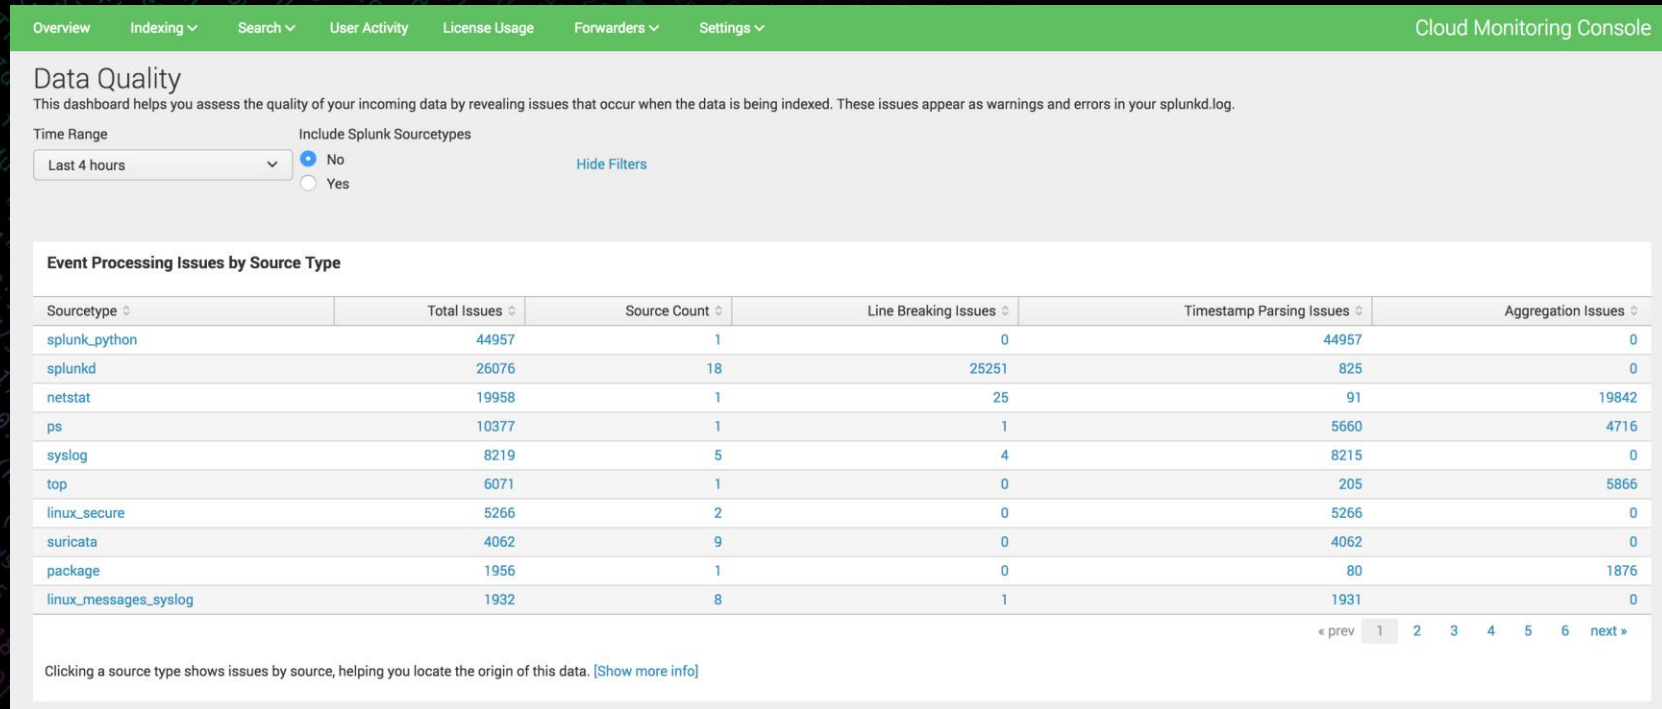 Overview Indexing Search User Activity License Usage Forwarders Settings Cloud Monitoring Console
Data Quality
This dashboard helps you assess the quality of your incoming data by revealing issues that occur when the data is being indexed. These issues appear as warnings and errors in your splunkd.log.
Time Range Include Splunk Sourcetypes
Last 4 hours No Hide Filters
Yes
Event Processing Issues by Source Type
Sourcetype Total Issues Source Count Line Breaking Issues Timestamp Parsing Issues Aggregation Issues
splunk_python 44957 1 0 44957 0
splunkd 26076 18 25251 825 0
netstat 19958 1 25 91 19842
ps 10377 1 1 5660 4716
syslog 8219 5 4 8215 0
top 6071 1 0 205 5866
linux_secure 5266 2 0 5266 0
suricata 4062 9 0 4062 0
package 1956 1 0 80 1876
linux_messages_syslog 1932 8 1 1931 0
« prev 1 2 3 4 5 6 next »
Clicking a source type shows issues by source, helping you locate the origin of this data. [Show more info]